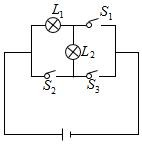 L₁ S₁
L₂
S₂ S₃